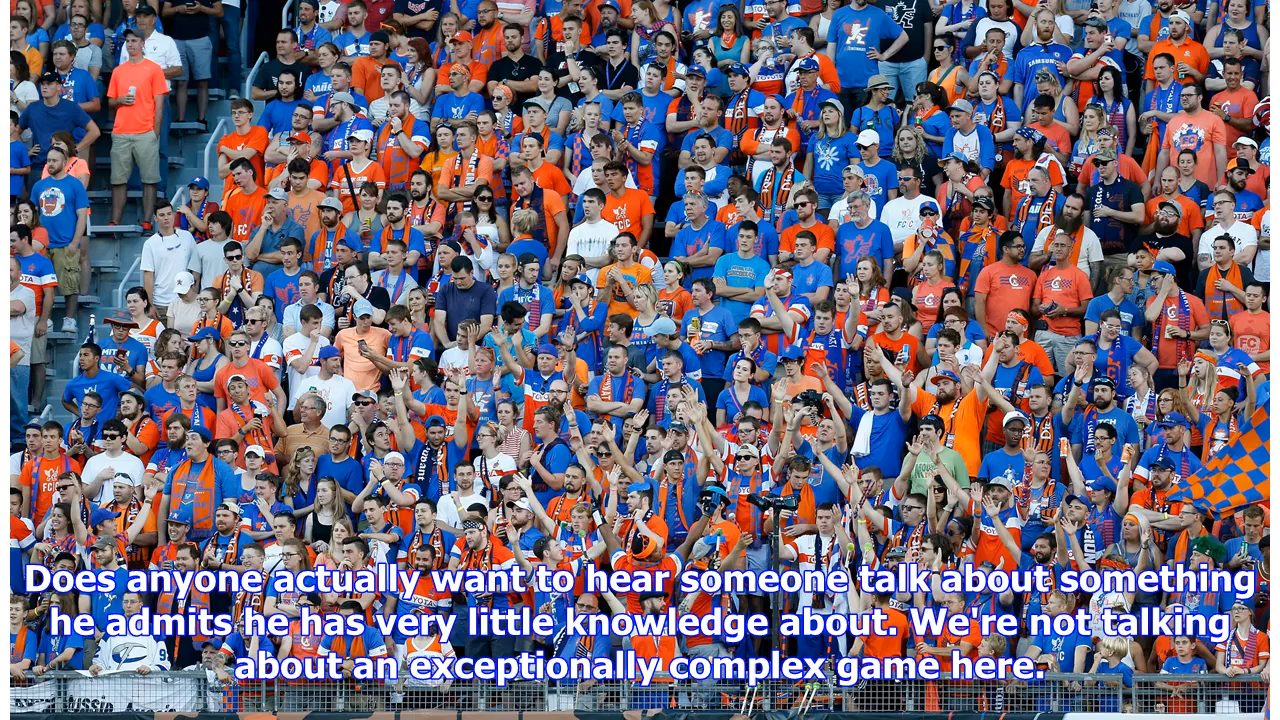 Does anyone actually want to hear someone talk about something
he admits he has very little knowledge about. We're not talking
about an exceptionally complex game here.